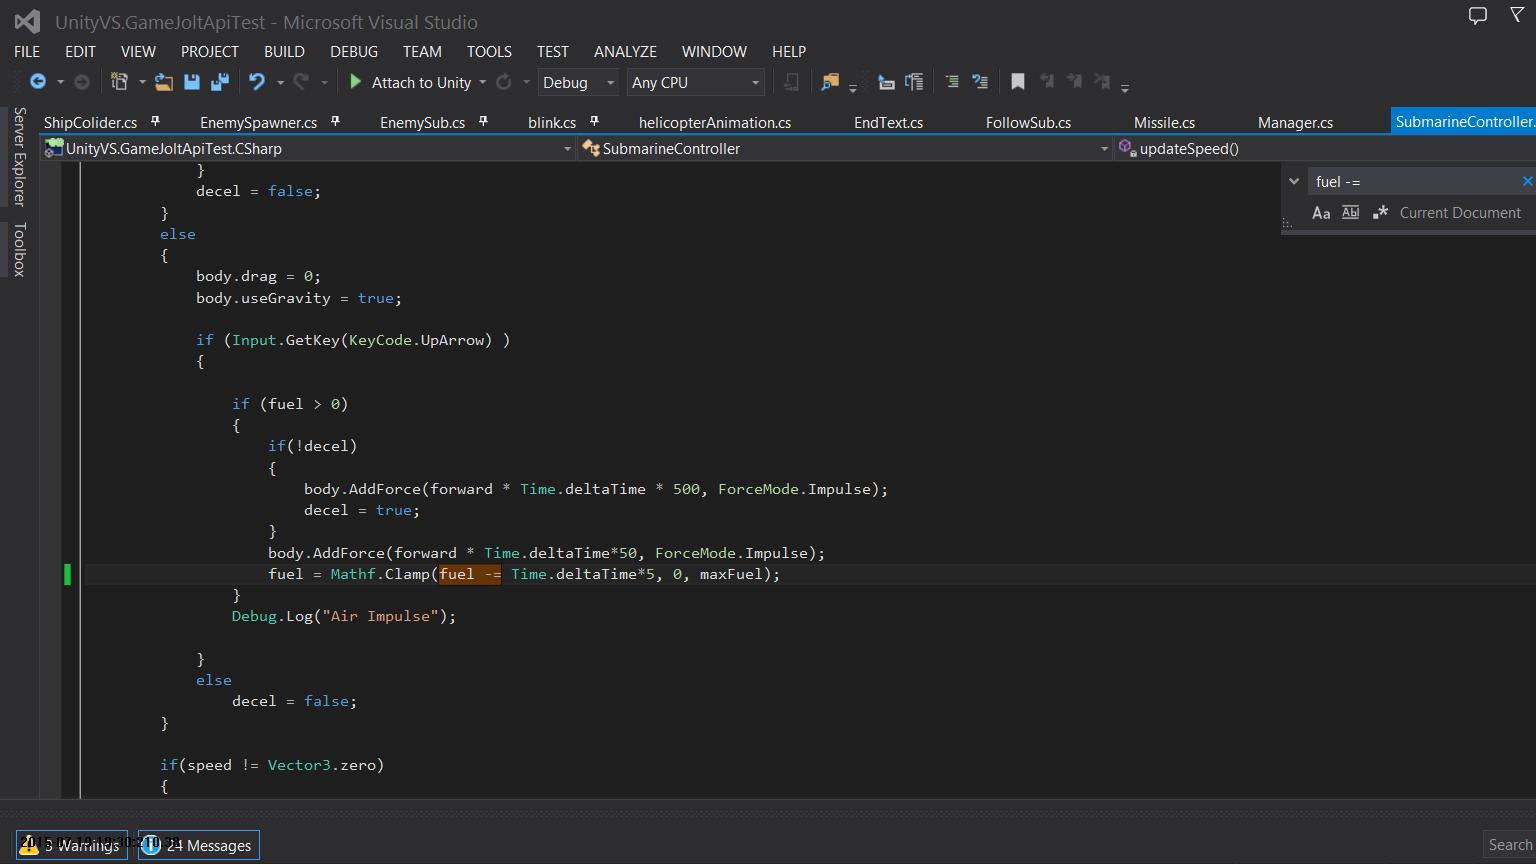 UnityVS.GameJoltApiTest - Microsoft Visual Studio
FILE EDIT VIEW PROJECT BUILD DEBUG TEAM TOOLS TEST ANALYZE WINDOW HELP
Attach to Unity Debug Any CPU
Server Explorer
Toolbox
ShipColider.cs EnemySpawner.cs EnemySub.cs blink.cs helicopterAnimation.cs EndText.cs FollowSub.cs Missile.cs Manager.cs SubmarineController.
UnityVS.GameJoltApiTest.CSharp SubmarineController updateSpeed()
fuel -=
Aa Abl .* Current Document
}
decel = false;
}
else
{
body.drag = 0;
body.useGravity = true;
if (Input.GetKey(KeyCode.UpArrow) )
{
if (fuel > 0)
{
if(!decel)
{
body.AddForce(forward * Time.deltaTime * 500, ForceMode.Impulse);
decel = true;
}
body.AddForce(forward * Time.deltaTime*50, ForceMode.Impulse);
fuel = Mathf.Clamp(fuel -= Time.deltaTime*5, 0, maxFuel);
}
Debug.Log("Air Impulse");
}
else
decel = false;
}
if(speed != Vector3.zero)
{
3 Warnings 24 Messages
Search